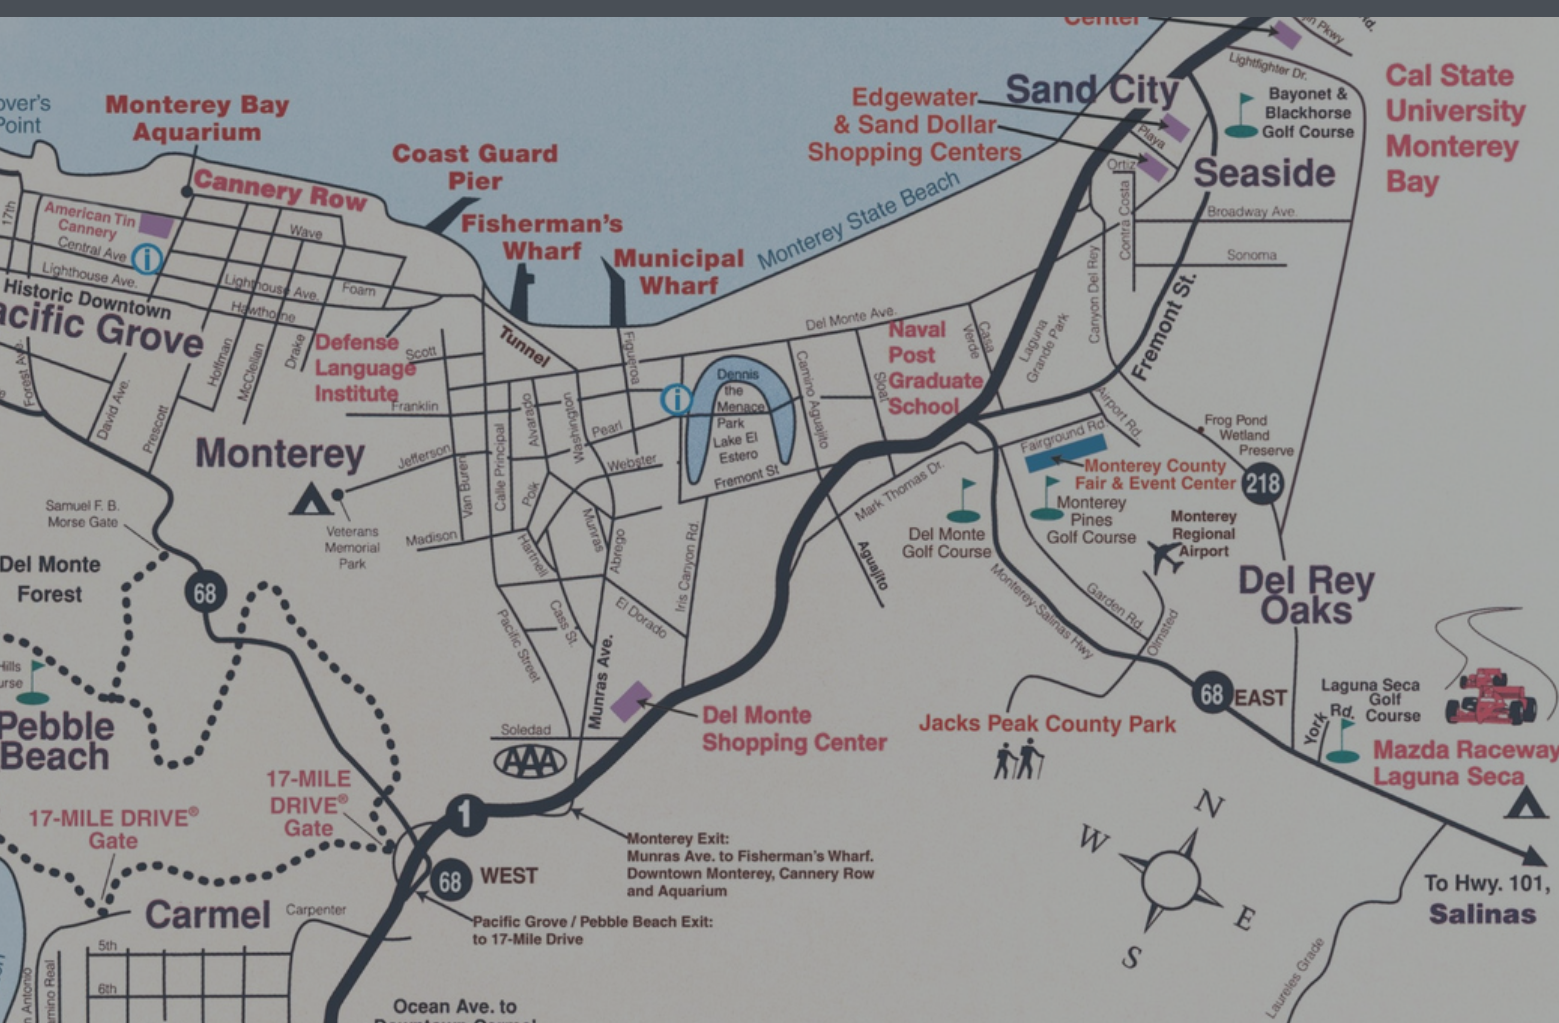 Center
Lightfighter Dr.
Pkwy
Sand City
Edgewater
& Sand Dollar
Shopping Centers
Playa
Ortiz
Bayonet &
Blackhorse
Golf Course
Cal State
University
Monterey
Bay
Seaside
Broadway Ave.
Sonoma
Contra Costa
Canyon Del Rey
Fremont St.
Monterey State Beach
Monterey Bay
Aquarium
Coast Guard
Pier
Cannery Row
Fisherman's
Wharf
Municipal
Wharf
Point
17th
American Tin
Cannery
Central Ave
Lighthouse Ave.
Wave
Lighthouse Ave.
Foam
Hawthorne
Historic Downtown
acific Grove
Forest Ave.
David Ave.
Prescott
Hoffman
McClellan
Drake
Defense
Language
Institute
Scott
Franklin
Tunnel
Figueroa
Del Monte Ave.
Naval
Post
Graduate
School
Casa
Verde
Laguna
Grande Park
Dennis
the
Menace
Park
Lake El
Estero
Camino Aguajito
Sloat
Airport Rd.
Frog Pond
Wetland
Preserve
218
Fairground Rd.
Monterey County
Fair & Event Center
Monterey
Jefferson
Van Buren
Calle Principal
Alvarado
Washington
Pearl
Webster
Fremont St
Polk
Munras
Hartnell
Abrego
Iris Canyon Rd.
Mark Thomas Dr.
Aguajito
Del Monte
Golf Course
Monterey
Pines
Golf Course
Monterey
Regional
Airport
Veterans
Memorial
Park
Madison
Samuel F. B.
Morse Gate
Del Monte
Forest
68
El Dorado
Cass St.
Pacific Street
Munras Ave.
Soledad
AAA
Monterey-Salinas Hwy
Garden Rd.
Olmsted
Del Rey
Oaks
68 EAST
Laguna Seca
Golf
Course
York
Rd.
Mazda Raceway
Laguna Seca
Jacks Peak County Park
Del Monte
Shopping Center
Hills
Pebble
Beach
17-MILE
DRIVE®
Gate
17-MILE DRIVE®
Gate
1
68 WEST
Monterey Exit:
Munras Ave. to Fisherman's Wharf.
Downtown Monterey, Cannery Row
and Aquarium
Pacific Grove / Pebble Beach Exit:
to 17-Mile Drive
N
W
E
S
To Hwy. 101,
Salinas
Laureles Grade
Carmel
Carpenter
5th
6th
Antonio
Real
Ocean Ave. to